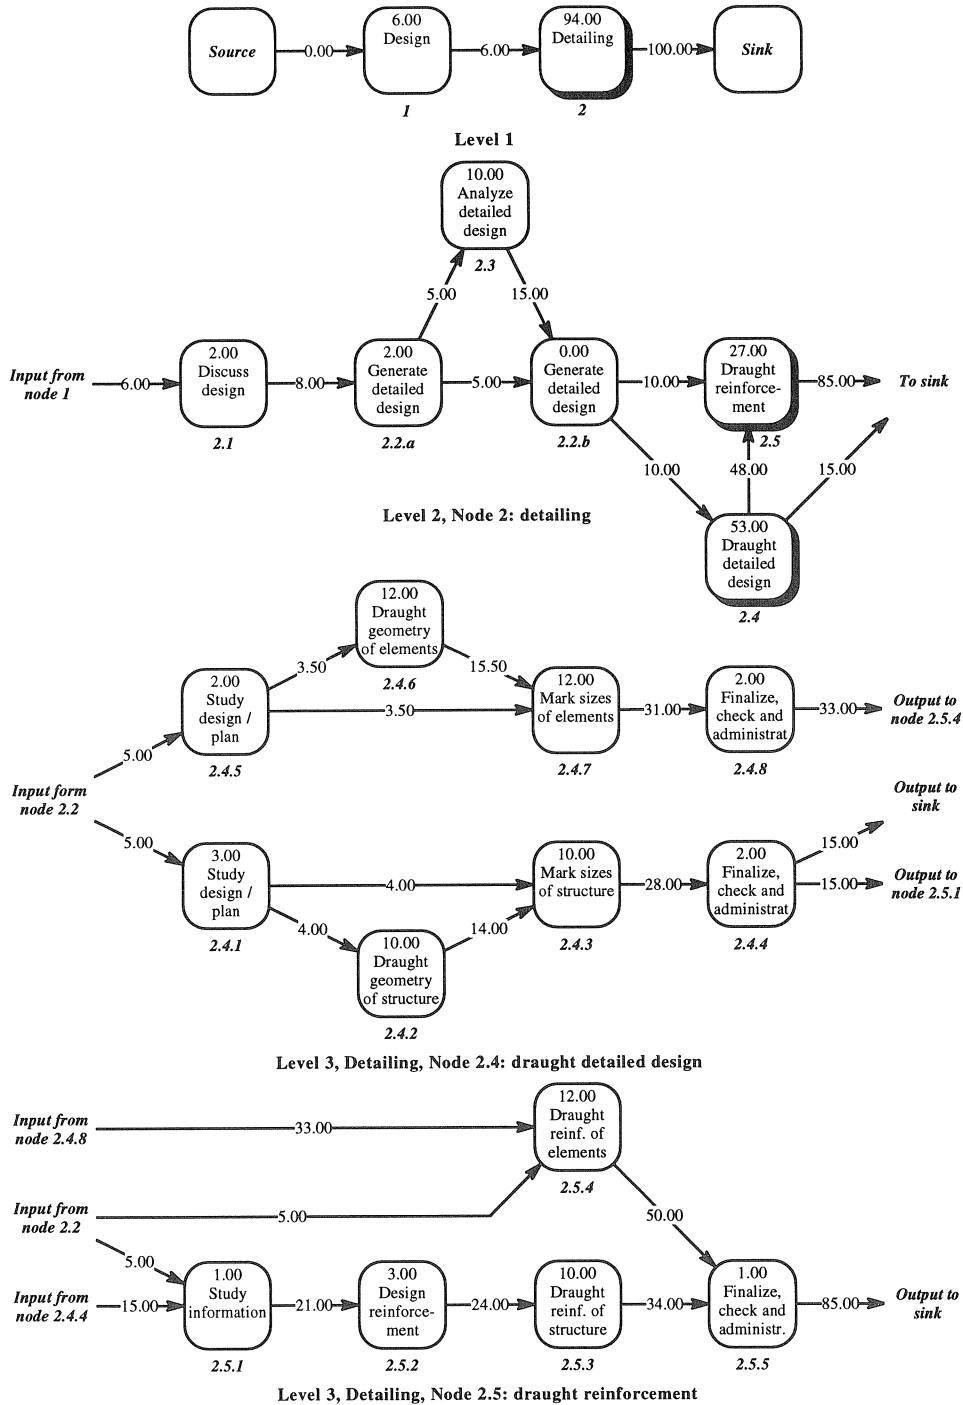 6.00
94.00
Source
0.00
Design
6.00
Detailing
100.00
Sink
1
2
Level 1
10.00
Analyze
detailed
design
2.3
5.00
15.00
Input from
node 1
6.00
2.00
Discuss
design
2.1
8.00
2.00
Generate
detailed
design
2.2.a
5.00
0.00
Generate
detailed
design
2.2.b
10.00
27.00
Draught
reinforce-
ment
2.5
85.00
To sink
10.00
48.00
15.00
Level 2, Node 2: detailing
53.00
Draught
detailed
design
2.4
12.00
Draught
geometry
of elements
2.4.6
3.50
15.50
2.00
Study
design /
plan
2.4.5
3.50
12.00
Mark sizes
of elements
2.4.7
31.00
2.00
Finalize,
check and
administrat
2.4.8
33.00
Output to
node 2.5.4
5.00
Input form
node 2.2
5.00
Output to
sink
15.00
3.00
Study
design /
plan
2.4.1
4.00
10.00
Mark sizes
of structure
2.4.3
28.00
2.00
Finalize,
check and
administrat
2.4.4
15.00
Output to
node 2.5.1
4.00
14.00
10.00
Draught
geometry
of structure
2.4.2
Level 3, Detailing, Node 2.4: draught detailed design
Input from
node 2.4.8
33.00
12.00
Draught
reinf. of
elements
2.5.4
Input from
node 2.2
5.00
50.00
5.00
Input from
node 2.4.4
15.00
1.00
Study
information
2.5.1
21.00
3.00
Design
reinforce-
ment
2.5.2
24.00
10.00
Draught
reinf. of
structure
2.5.3
34.00
1.00
Finalize,
check and
administr.
2.5.5
85.00
Output to
sink
Level 3, Detailing, Node 2.5: draught reinforcement